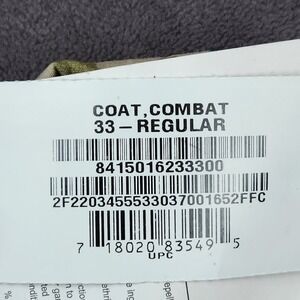 COAT,COMBAT
33-REGULAR
8415016233300
2F2203455533037001652FFC
7 18020 83549 5
UPC